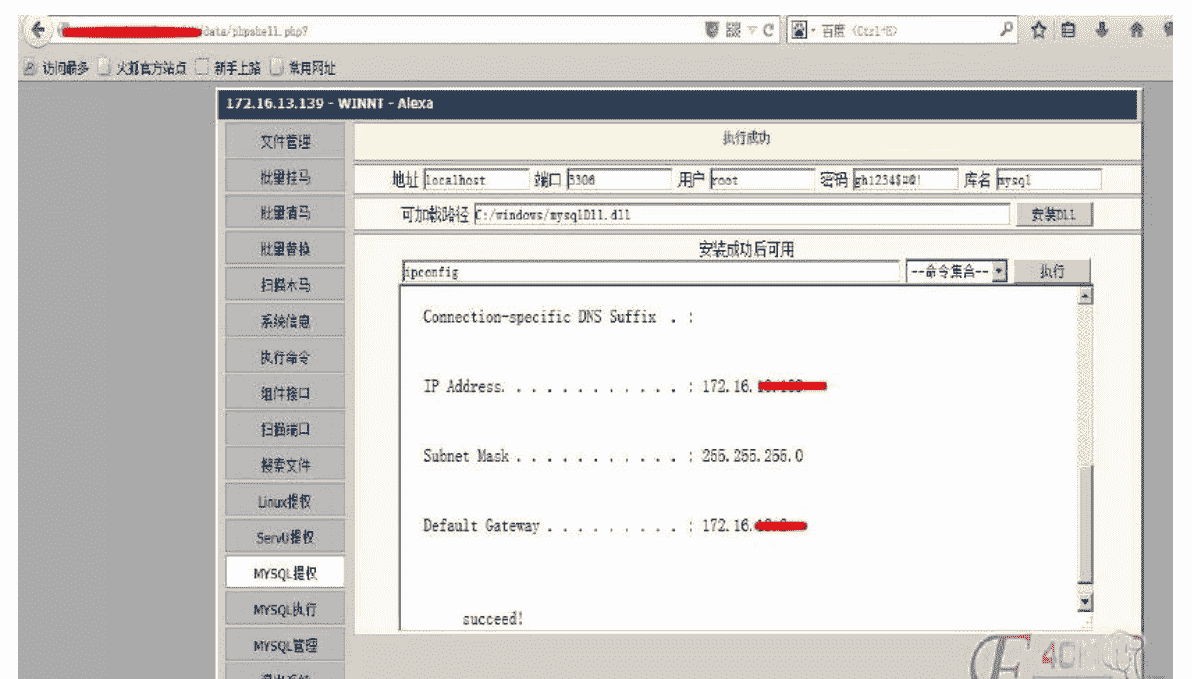 data/phpshell.php?
百度 〈Ctrl+E〉
访问最多 火狐官方站点 新手上路 常用网址
172.16.13.139 - WINNT - Alexa
文件管理
批量挂马
批量清马
批量替换
扫描木马
系统信息
执行命令
组件接口
扫描端口
搜索文件
Linux提权
ServU提权
MYSQL提权
MYSQL执行
MYSQL管理
执行成功
地址 localhost 端口 3306 用户 root 密码 库名 mysql
可加载路径 C:/windows/mysqlDll.dll 安装DLL
安装成功后可用
ipconfig --命令集合-- 执行
Connection-specific DNS Suffix . :
IP Address. . . . . . . . . . . . : 172.16.
Subnet Mask . . . . . . . . . . . : 255.255.255.0
Default Gateway . . . . . . . . . : 172.16.
succeed!